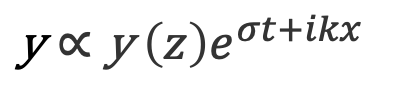 y ∝ y(z)e^{σt+ikx}